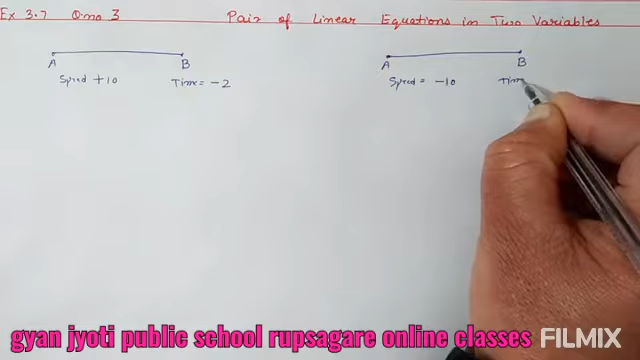 Ex 3.7 Q.no 3 Pair of Linear Equations in Two Variables
A B A B
Speed +10 Time = -2 Speed = -10 Time
gyan jyoti public school rupsagare online classes FILMIX